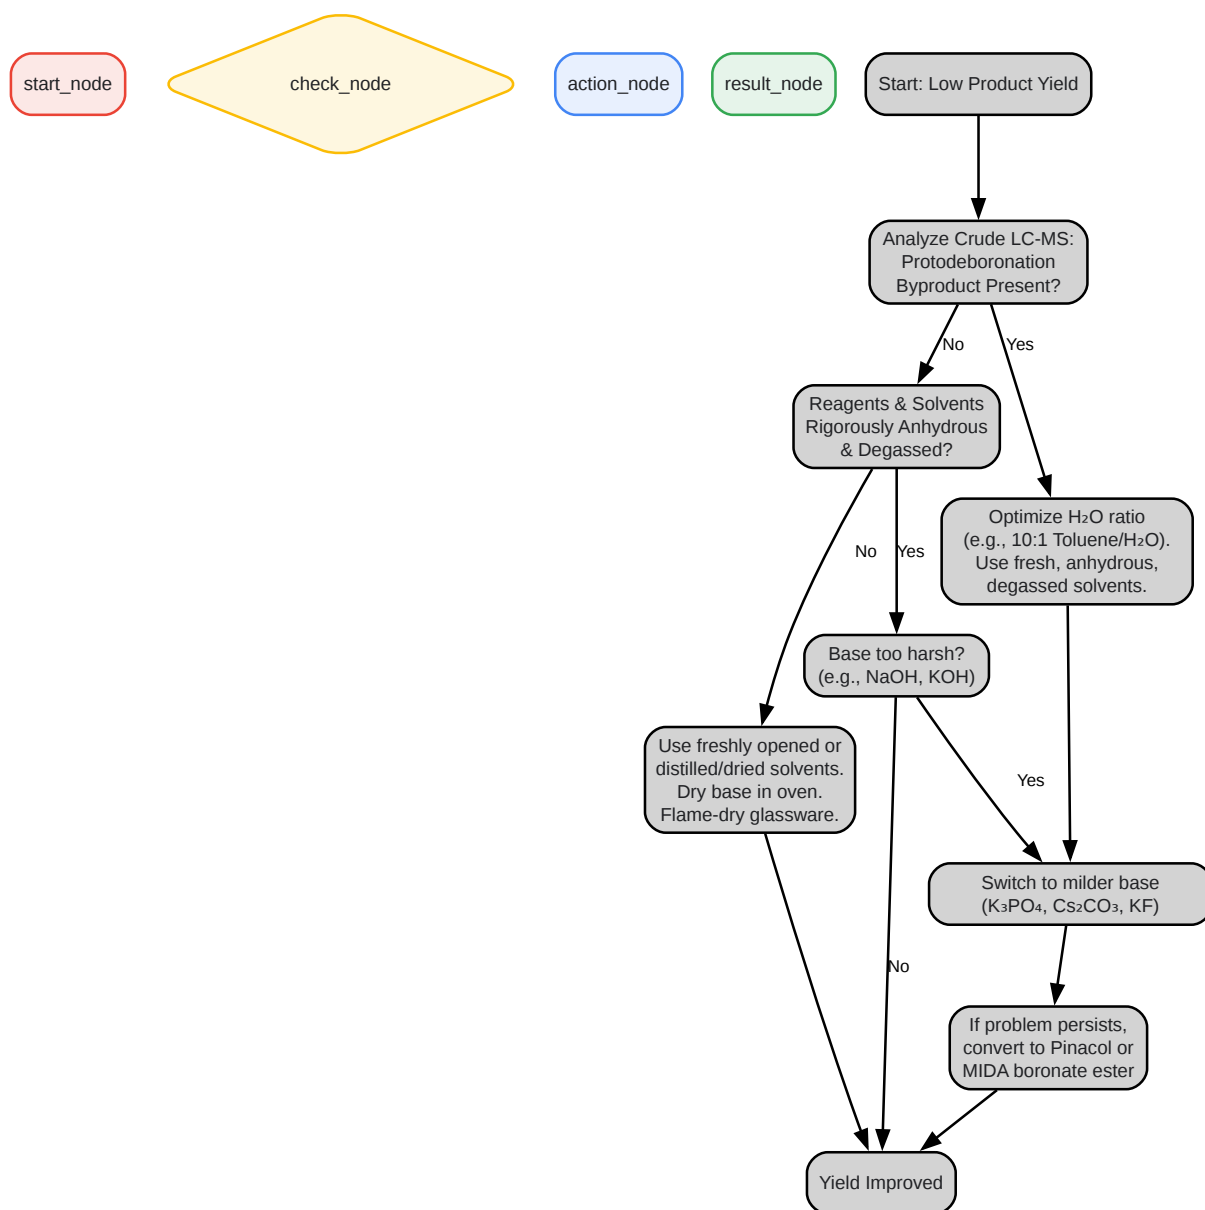 start_node
check_node
action_node
result_node
Start: Low Product Yield
Analyze Crude LC-MS:
Protodeboronation
Byproduct Present?
No
Yes
Reagents & Solvents
Rigorously Anhydrous
& Degassed?
Optimize H₂O ratio
(e.g., 10:1 Toluene/H₂O).
Use fresh, anhydrous,
degassed solvents.
No
Yes
Base too harsh?
(e.g., NaOH, KOH)
Use freshly opened or
distilled/dried solvents.
Dry base in oven.
Flame-dry glassware.
Yes
Switch to milder base
(K₃PO₄, Cs₂CO₃, KF)
No
If problem persists,
convert to Pinacol or
MIDA boronate ester
Yield Improved